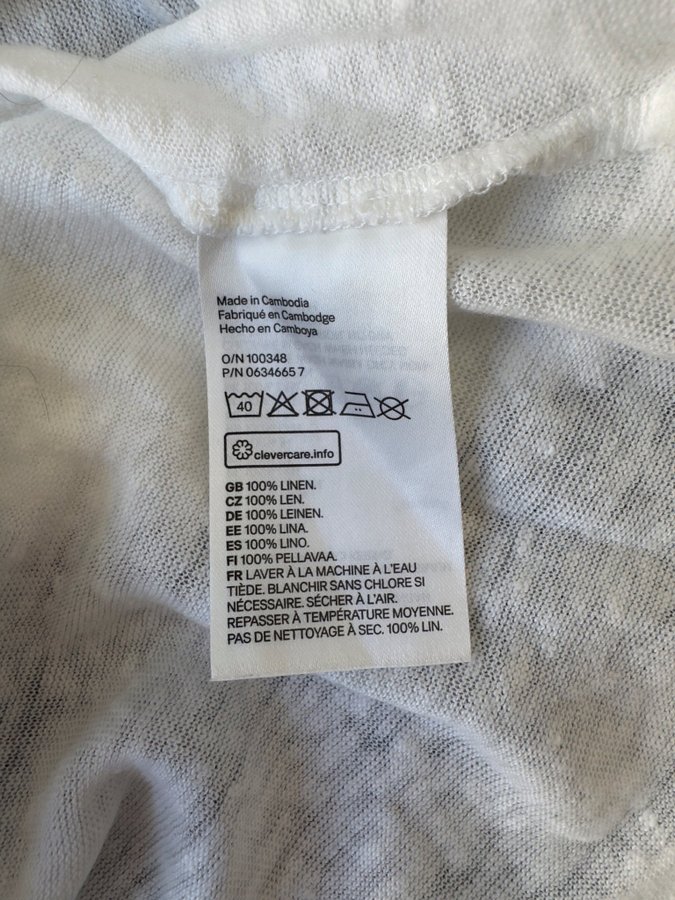 Made in Cambodia
Fabriqué en Cambodge
Hecho en Camboya
O/N 100348
P/N 0634665 7
40
clevercare.info
GB 100% LINEN.
CZ 100% LEN.
DE 100% LEINEN.
EE 100% LINA.
ES 100% LINO.
FI 100% PELLAVAA.
FR LAVER À LA MACHINE À L'EAU
TIÈDE. BLANCHIR SANS CHLORE SI
NÉCESSAIRE. SÉCHER À L'AIR.
REPASSER À TEMPÉRATURE MOYENNE.
PAS DE NETTOYAGE À SEC. 100% LIN.